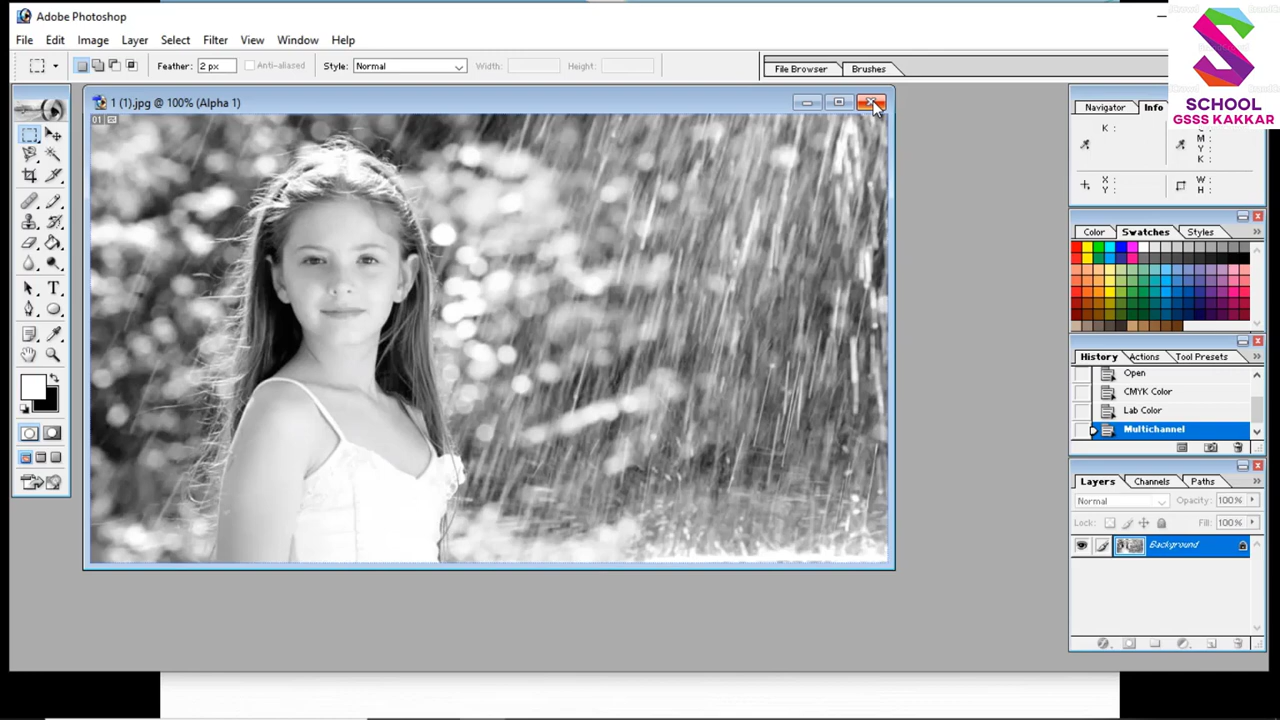 Adobe Photoshop
File Edit Image Layer Select Filter View Window Help
Feather: 2 px Anti-aliased Style: Normal Width: Height: File Browser Brushes
SCHOOL
GSSS KAKKAR
1 (1).jpg @ 100% (Alpha 1)
01
Navigator Info
K :
M :
Y :
K :
X :
Y :
W :
H :
Color Swatches Styles
History Actions Tool Presets
Open
CMYK Color
Lab Color
Multichannel
Layers Channels Paths
Normal Opacity: 100%
Lock: Fill: 100%
Background